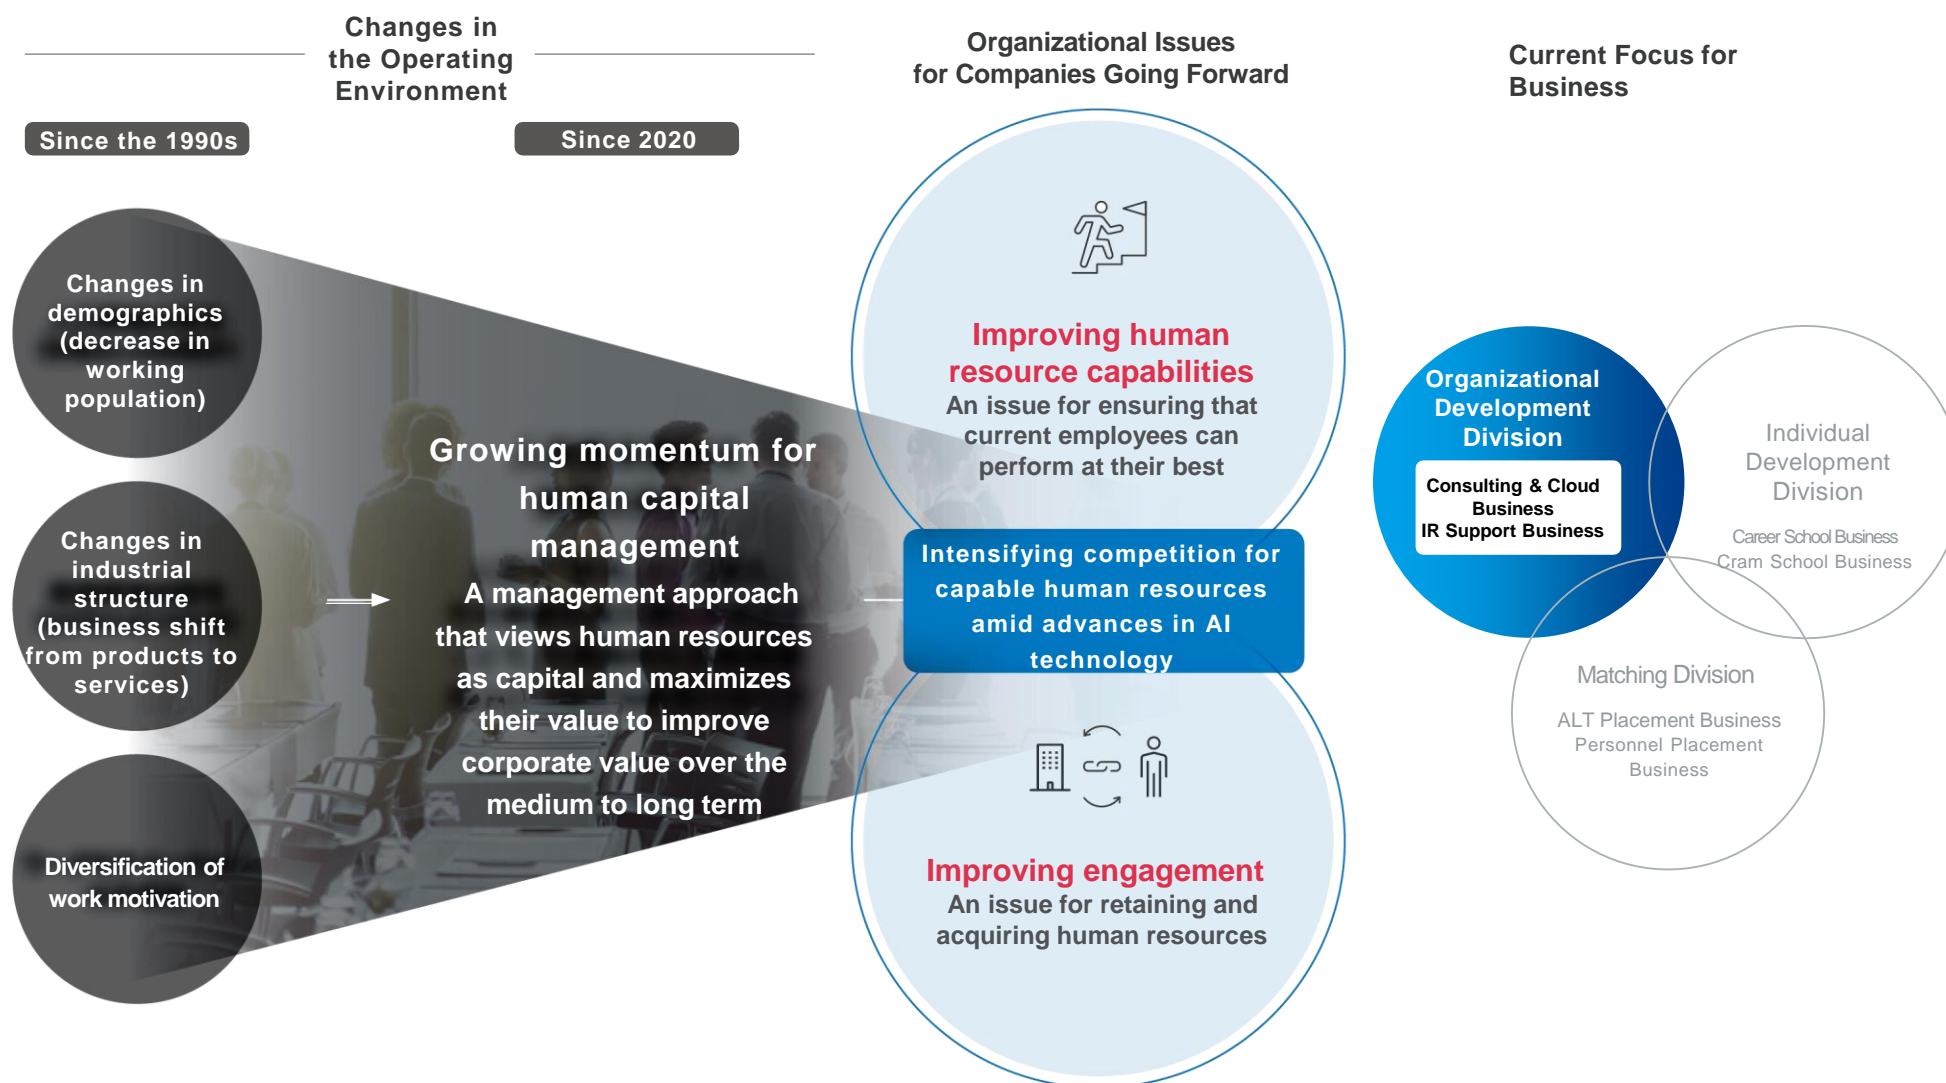 Changes in
the Operating
Environment
Since the 1990s
Since 2020
Changes in
demographics
(decrease in
working
population)
Changes in
industrial
structure
(business shift
from products to
services)
Diversification of
work motivation
Growing momentum for
human capital
management
A management approach
that views human resources
as capital and maximizes
their value to improve
corporate value over the
medium to long term
Organizational Issues
for Companies Going Forward
Improving human
resource capabilities
An issue for ensuring that
current employees can
perform at their best
Intensifying competition for
capable human resources
amid advances in AI
technology
Improving engagement
An issue for retaining and
acquiring human resources
Current Focus for
Business
Organizational
Development
Division
Consulting & Cloud
Business
IR Support Business
Individual
Development
Division
Career School Business
Cram School Business
Matching Division
ALT Placement Business
Personnel Placement
Business